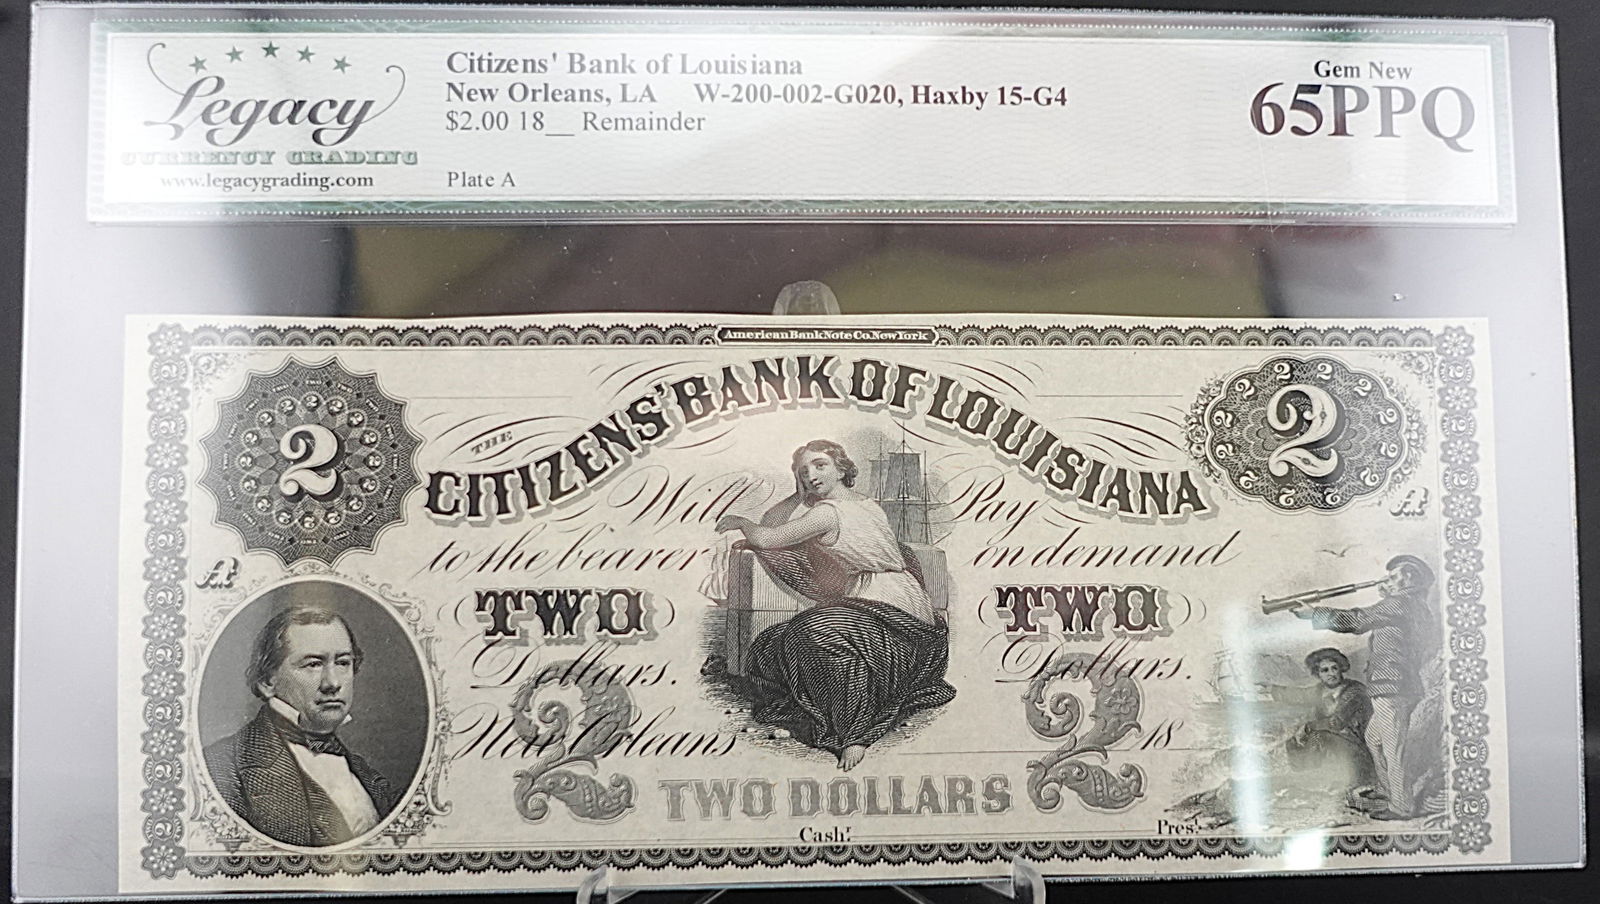 Legacy
CURRENCY GRADING
www.legacygrading.com
Citizens' Bank of Louisiana
New Orleans, LA W-200-002-G020, Haxby 15-G4
$2.00 18__ Remainder
Plate A
Gem New
65PPQ
American Bank Note Co. New York
2
2
THE
CITIZENS' BANK OF LOUISIANA
Will Pay
to the bearer on demand
A
A
TWO TWO
Dollars. Dollars.
2 2
New Orleans 18
TWO DOLLARS
Cashr. Prest.